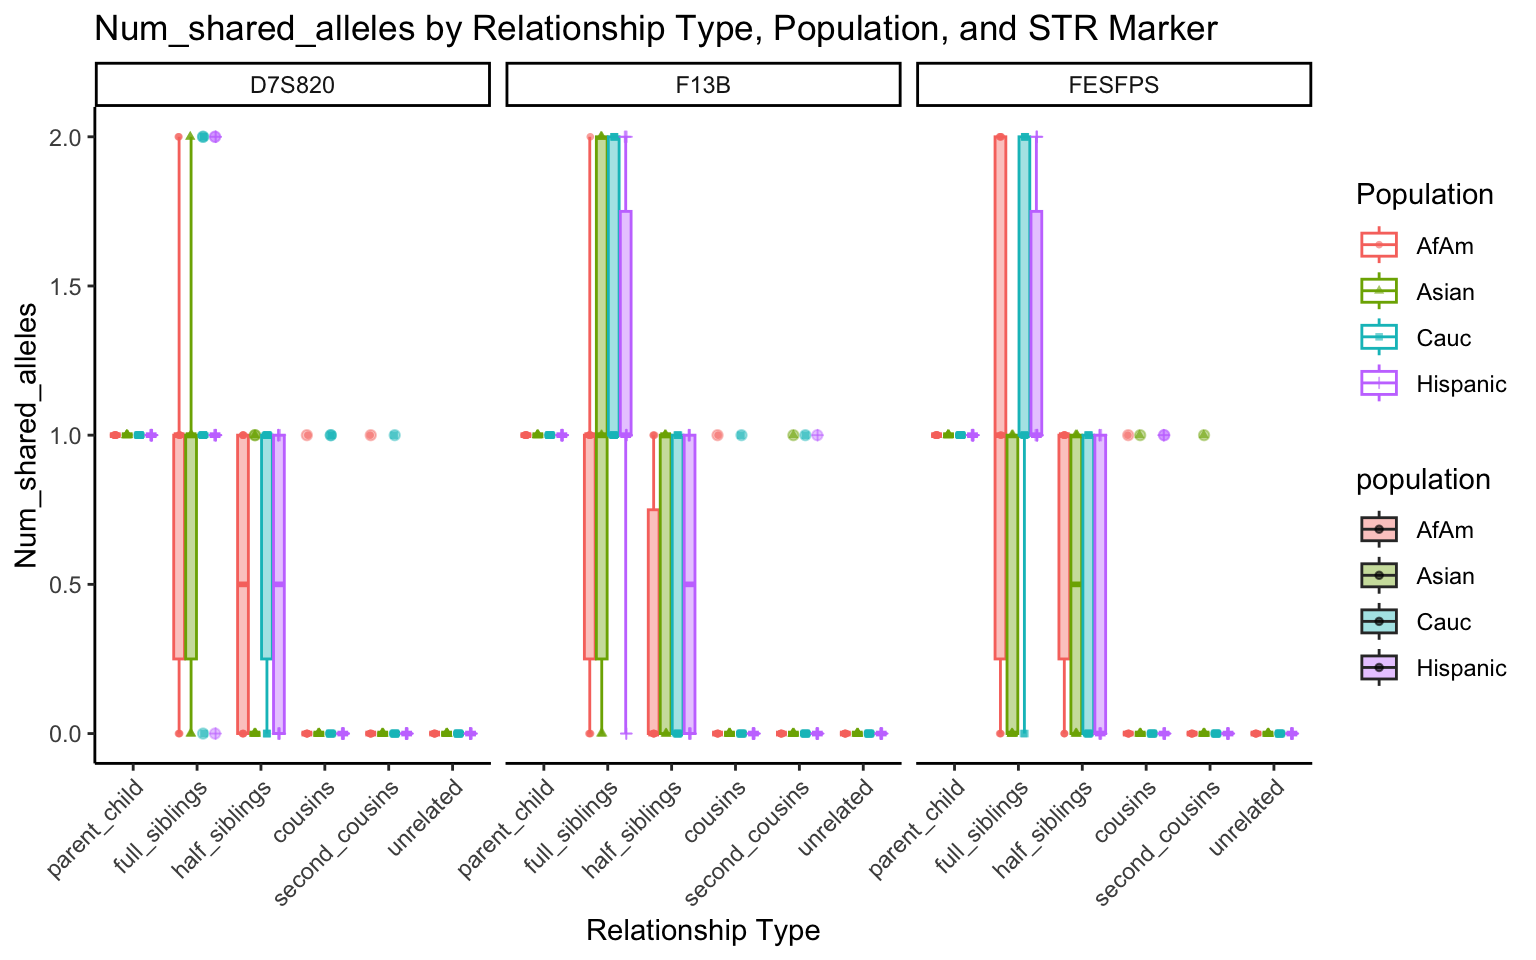 Num_shared_alleles by Relationship Type, Population, and STR Marker
D7S820
F13B
FESFPS
Num_shared_alleles
2.0
1.5
1.0
0.5
0.0
parent_child
full_siblings
half_siblings
cousins
second_cousins
unrelated
parent_child
full_siblings
half_siblings
cousins
second_cousins
unrelated
parent_child
full_siblings
half_siblings
cousins
second_cousins
unrelated
Relationship Type
Population
AfAm
Asian
Cauc
Hispanic
population
AfAm
Asian
Cauc
Hispanic